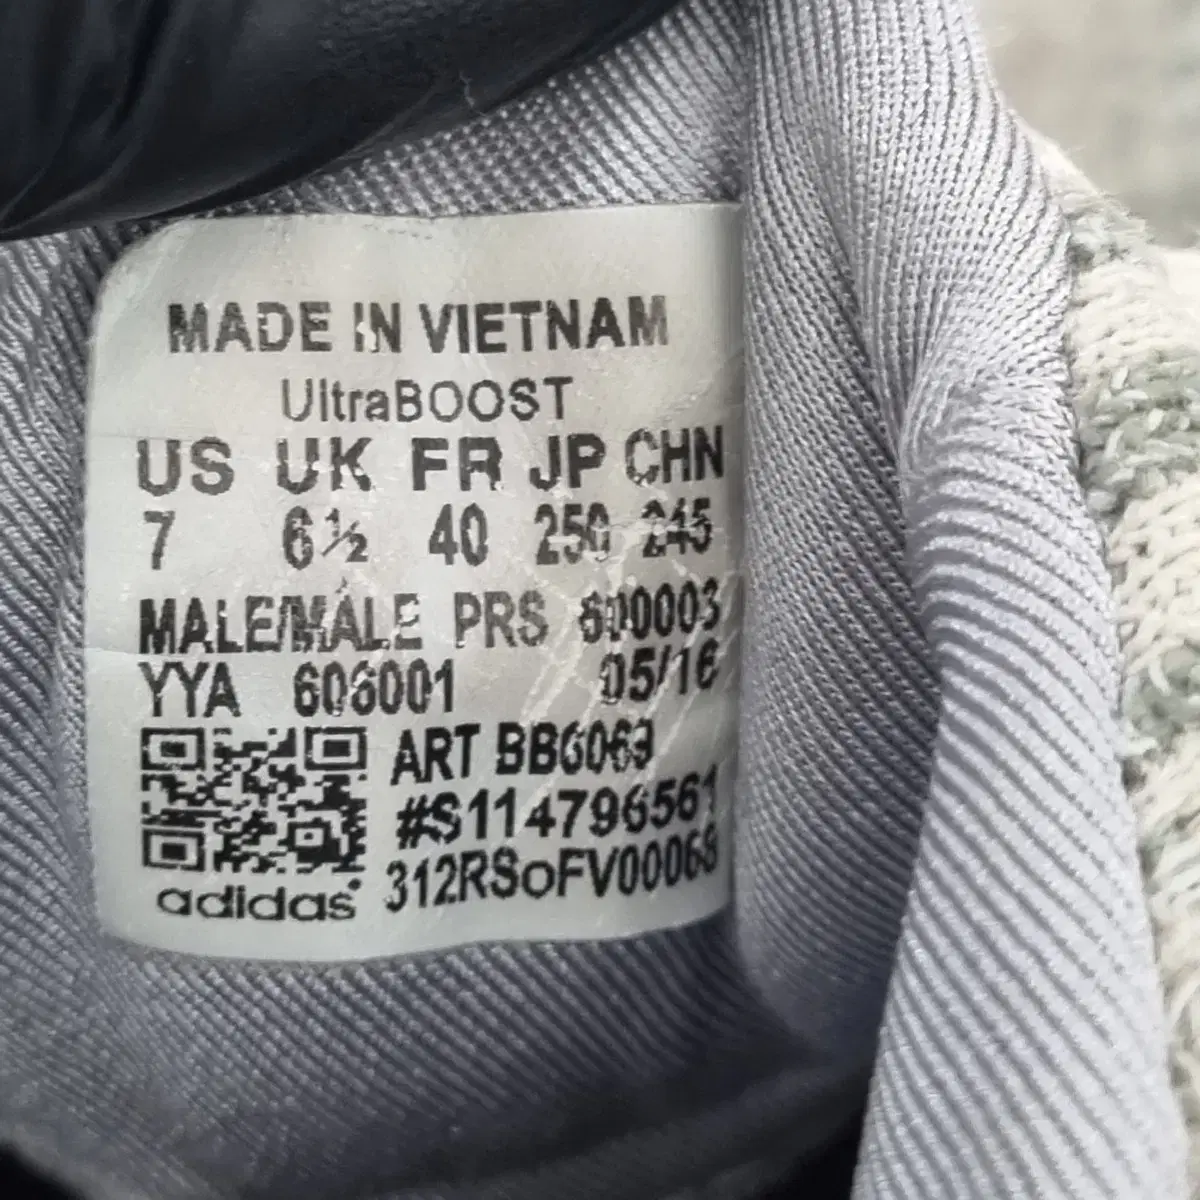 MADE IN VIETNAM
UltraBOOST
US UK FR JP CHN
7 6½ 40 250 245
MALE/MÂLE PRS 600003
YYA 606001 05/16
ART BB6069
#S114796561
312RSoFV00068
adidas